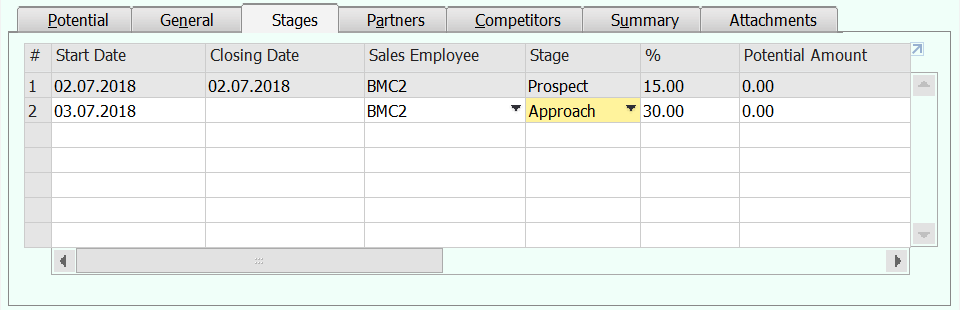 Potential General Stages Partners Competitors Summary Attachments
# Start Date Closing Date Sales Employee Stage % Potential Amount
1 02.07.2018 02.07.2018 BMC2 Prospect 15.00 0.00
2 03.07.2018 BMC2 Approach 30.00 0.00